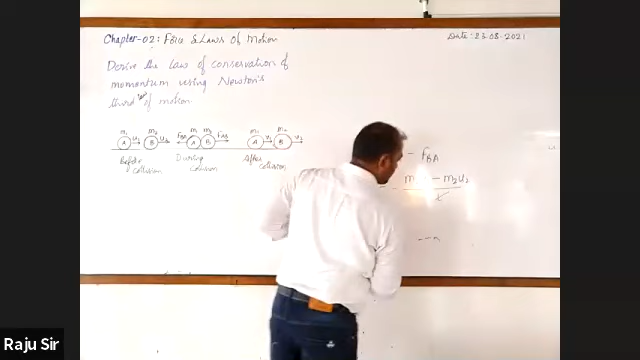 Chapter-02: Force & Laws Of Motion
Date: 23-08-2021
Derive the law of conservation of
momentum using Newton's
third law of motion
m₁ m₂ m₁ m₂ m₁ m₂
A u₁ B u₂ F_BA A B F_AB A v₁ B v₂
Before collision During collision After collision
- F_BA
m - m₂u₂
Raju Sir